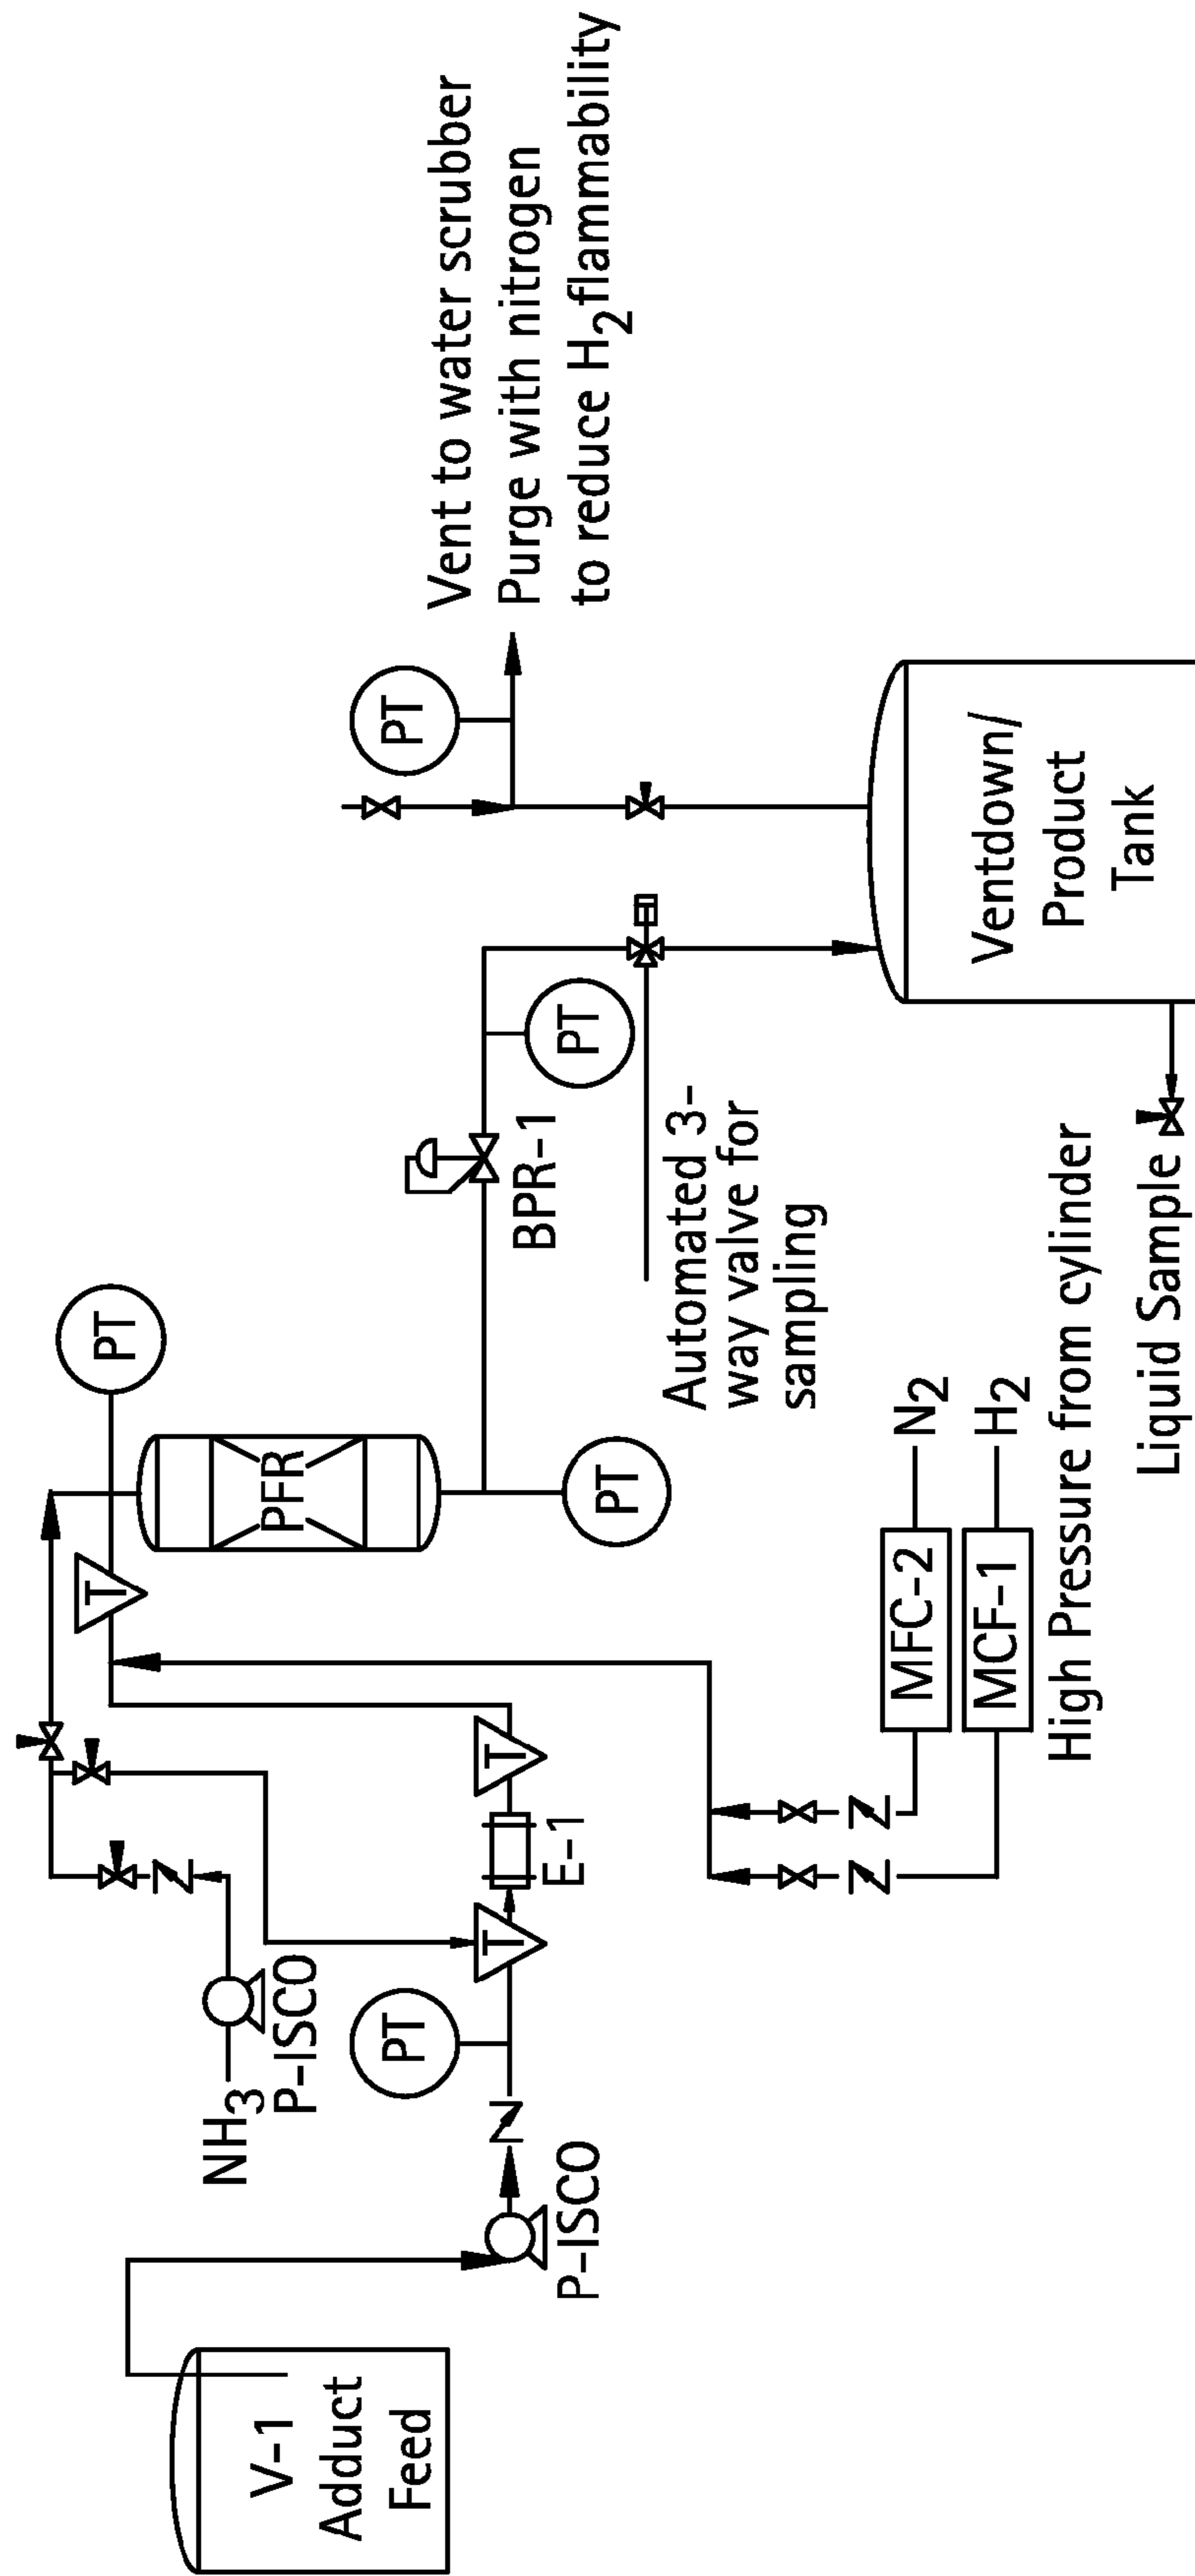 V-1
Adduct
Feed
P-ISCO
NH3
P-ISCO
PT
T
E-1
T
T
PT
PFR
PT
BPR-1
PT
Automated 3-
way valve for
sampling
PT
Vent to water scrubber
Purge with nitrogen
to reduce H2 flammability
Ventdown/
Product
Tank
MFC-2
N2
MCF-1
H2
High Pressure from cylinder
Liquid Sample